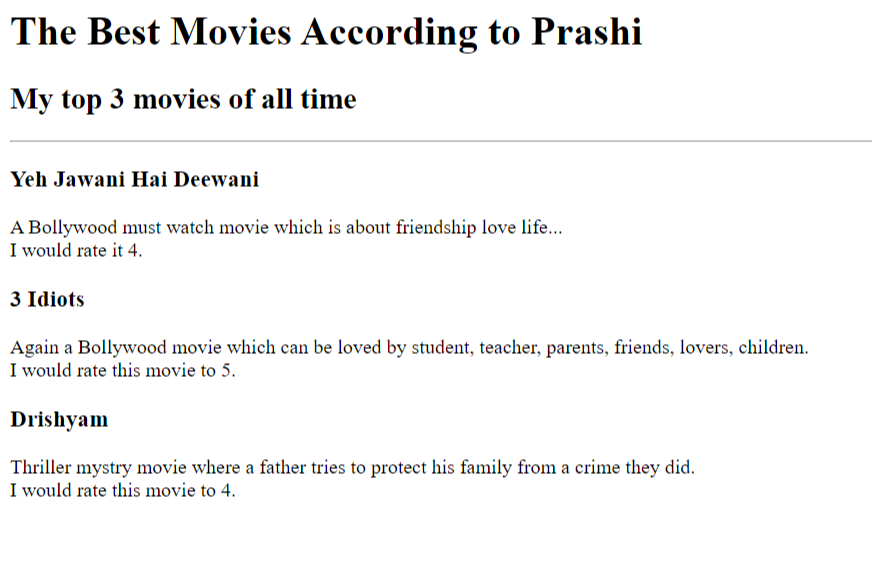 The Best Movies According to Prashi
My top 3 movies of all time
Yeh Jawani Hai Deewani
A Bollywood must watch movie which is about friendship love life...
I would rate it 4.
3 Idiots
Again a Bollywood movie which can be loved by student, teacher, parents, friends, lovers, children.
I would rate this movie to 5.
Drishyam
Thriller mystry movie where a father tries to protect his family from a crime they did.
I would rate this movie to 4.